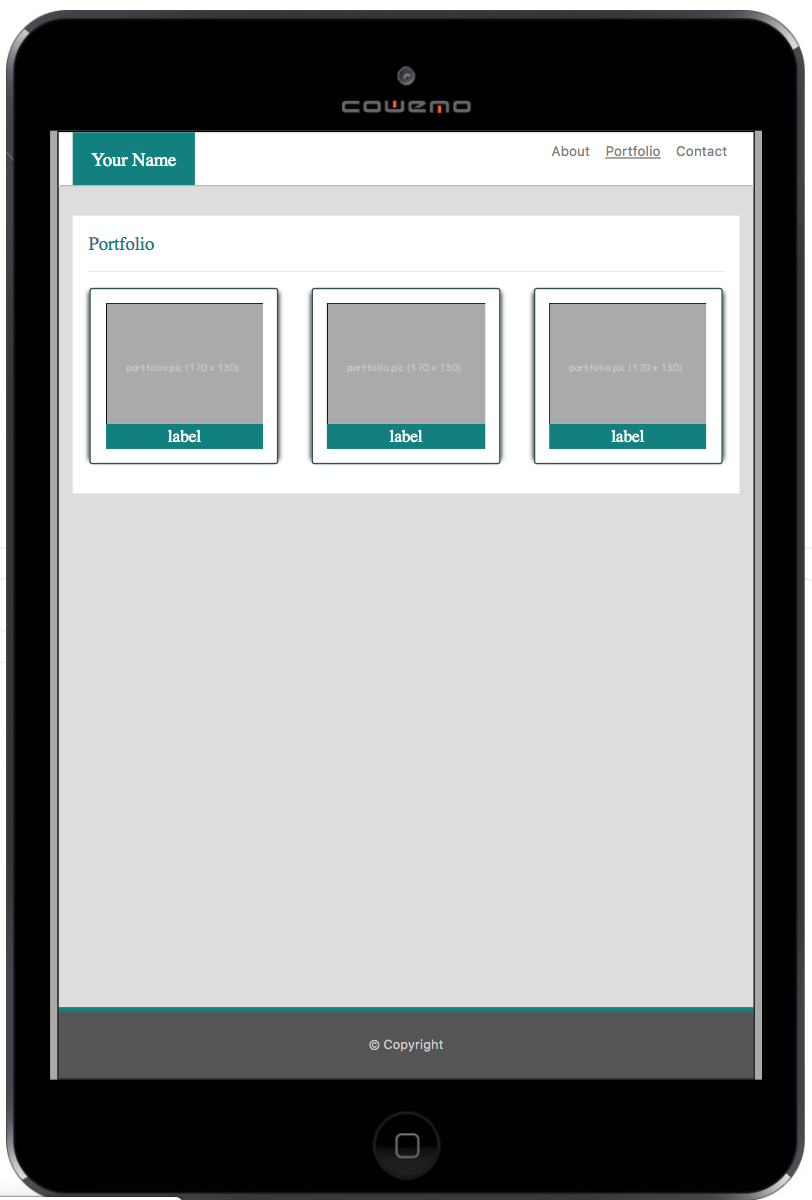 cowemo
Your Name
About Portfolio Contact
Portfolio
portfolio pic (170 x 130) portfolio pic (170 x 130) portfolio pic (170 x 130)
label label label
© Copyright